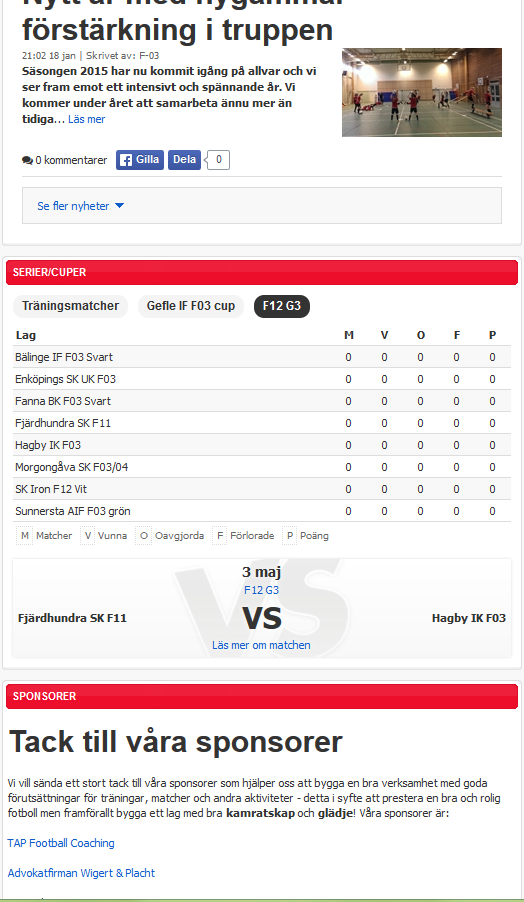 förstärkning i truppen
21:02 18 jan | Skrivet av: F-03
Säsongen 2015 har nu kommit igång på allvar och vi
ser fram emot ett intensivt och spännande år. Vi
kommer under året att samarbeta ännu mer än
tidiga... Läs mer
0 kommentarer Gilla Dela 0
Se fler nyheter
SERIER/CUPER
Träningsmatcher Gefle IF F03 cup F12 G3
Lag M V O F P
Bälinge IF F03 Svart 0 0 0 0 0
Enköpings SK UK F03 0 0 0 0 0
Fanna BK F03 Svart 0 0 0 0 0
Fjärdhundra SK F11 0 0 0 0 0
Hagby IK F03 0 0 0 0 0
Morgongåva SK F03/04 0 0 0 0 0
SK Iron F12 Vit 0 0 0 0 0
Sunnersta AIF F03 grön 0 0 0 0 0
M Matcher V Vunna O Oavgjorda F Förlorade P Poäng
3 maj
F12 G3
Fjärdhundra SK F11 VS Hagby IK F03
Läs mer om matchen
SPONSORER
Tack till våra sponsorer
Vi vill sända ett stort tack till våra sponsorer som hjälper oss att bygga en bra verksamhet med goda
förutsättningar för träningar, matcher och andra aktiviteter - detta i syfte att prestera en bra och rolig
fotboll men framförallt bygga ett lag med bra kamratskap och glädje! Våra sponsorer är:
TAP Football Coaching
Advokatfirman Wigert & Placht